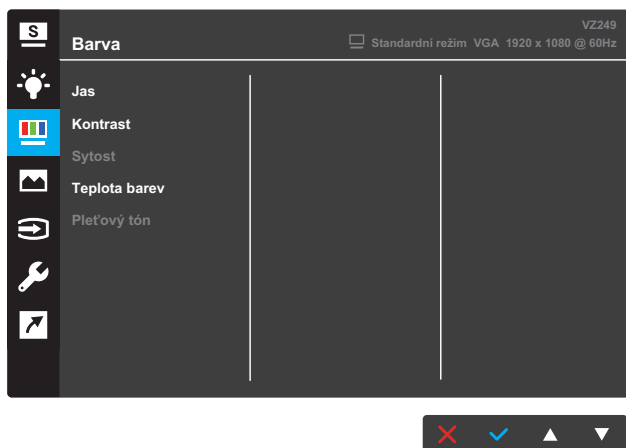 S
VZ249
Barva
Standardní režim VGA 1920 x 1080 @ 60Hz
Jas
Kontrast
Sytost
Teplota barev
Pleťový tón